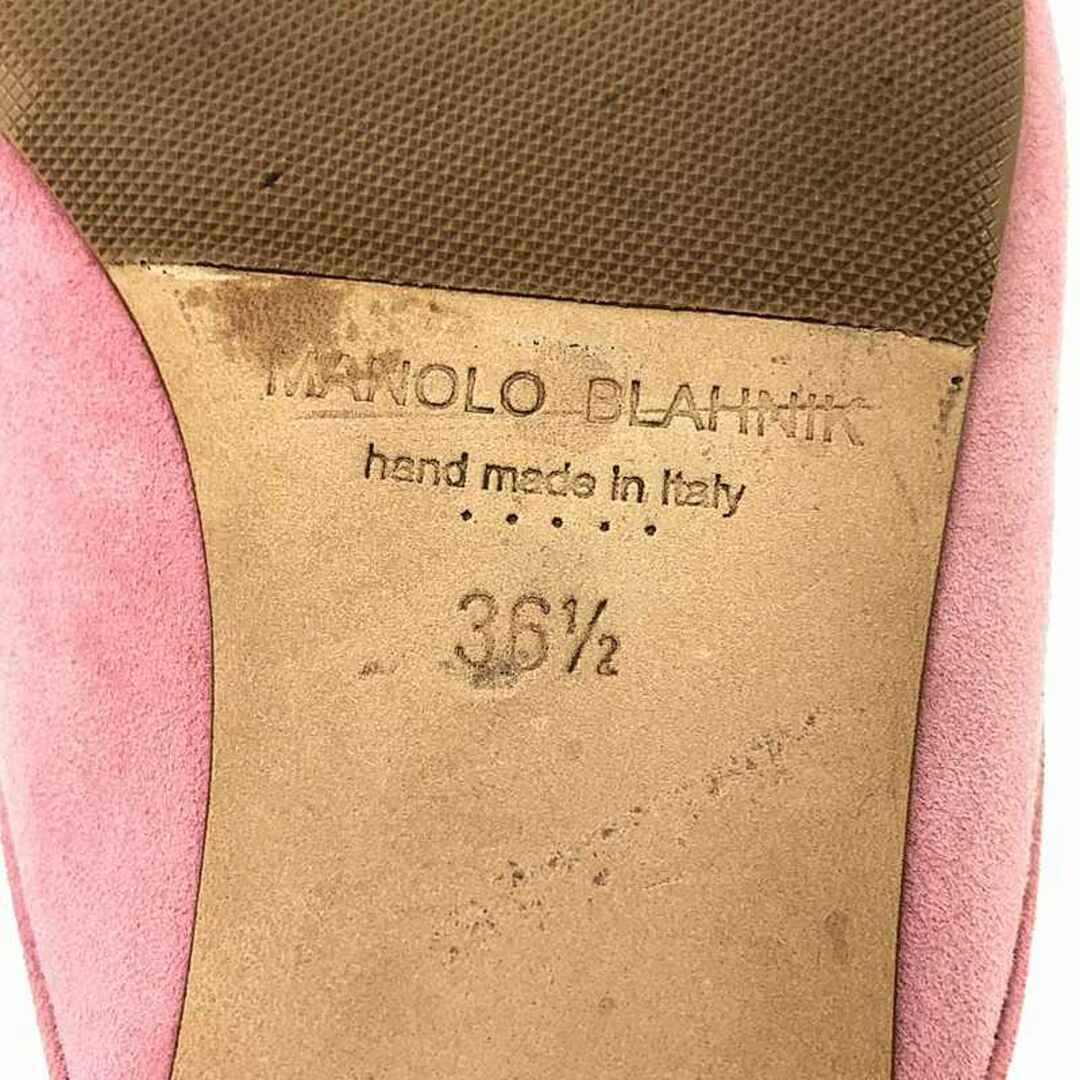 MANOLO BLAHNIK
hand made in Italy
.....
36½